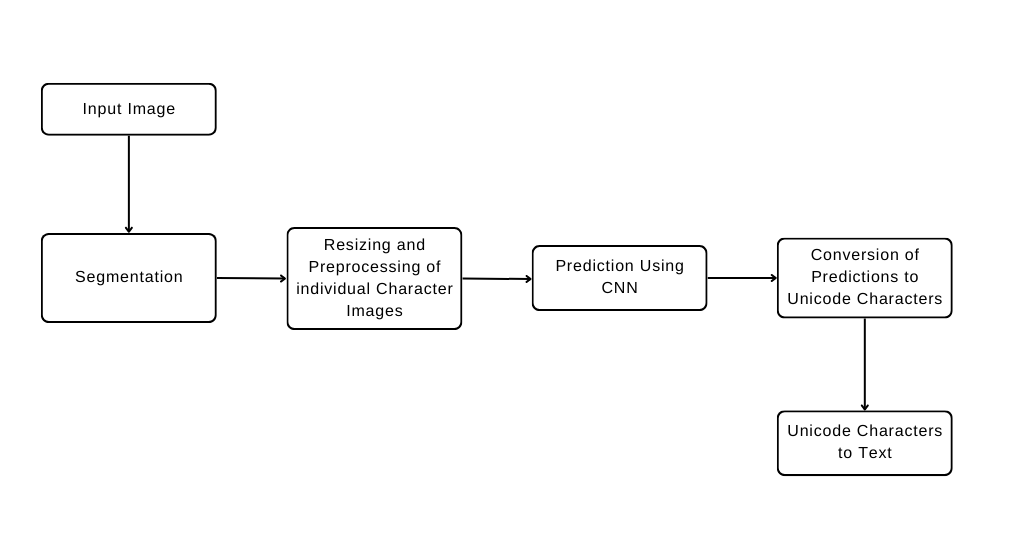 Input Image
Segmentation
Resizing and
Preprocessing of
individual Character
Images
Prediction Using
CNN
Conversion of
Predictions to
Unicode Characters
Unicode Characters
to Text